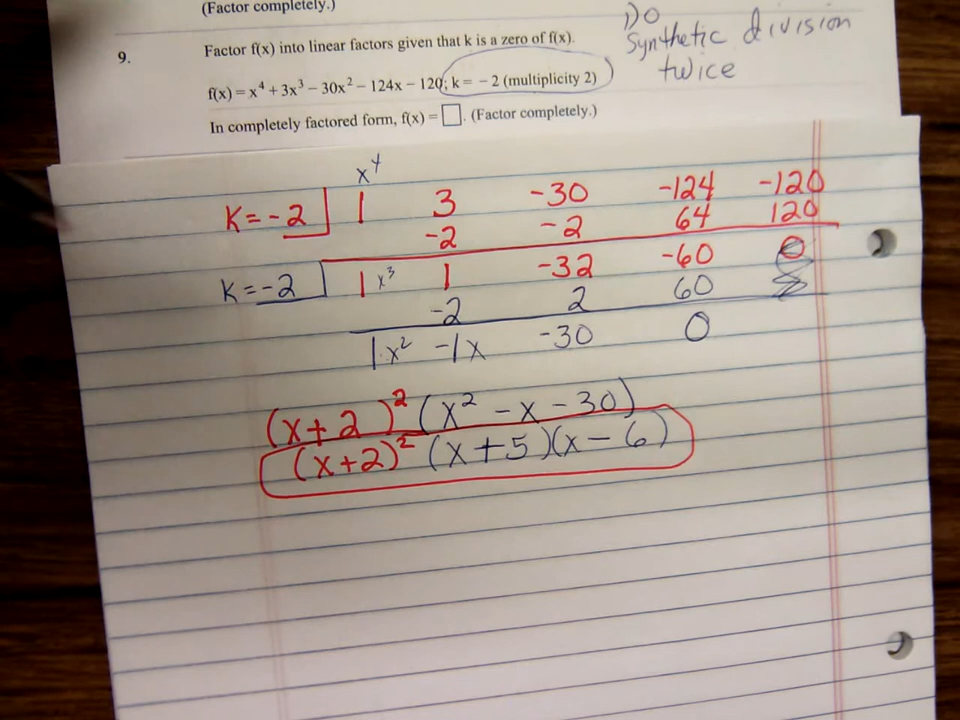 (Factor completely.)
9. Factor f(x) into linear factors given that k is a zero of f(x).
f(x) = x⁴ + 3x³ − 30x² − 124x − 120; k = − 2 (multiplicity 2)
In completely factored form, f(x) = □. (Factor completely.)
Do
Synthetic division
twice
x⁴
K = -2 1 3 -30 -124 -120
-2 -2 64 120
K = -2 1 x³ 1 -32 -60 0
-2 2 60
1x² -1x -30 0
(x+2)² (x² - x - 30)
(x+2)² (x+5)(x-6)